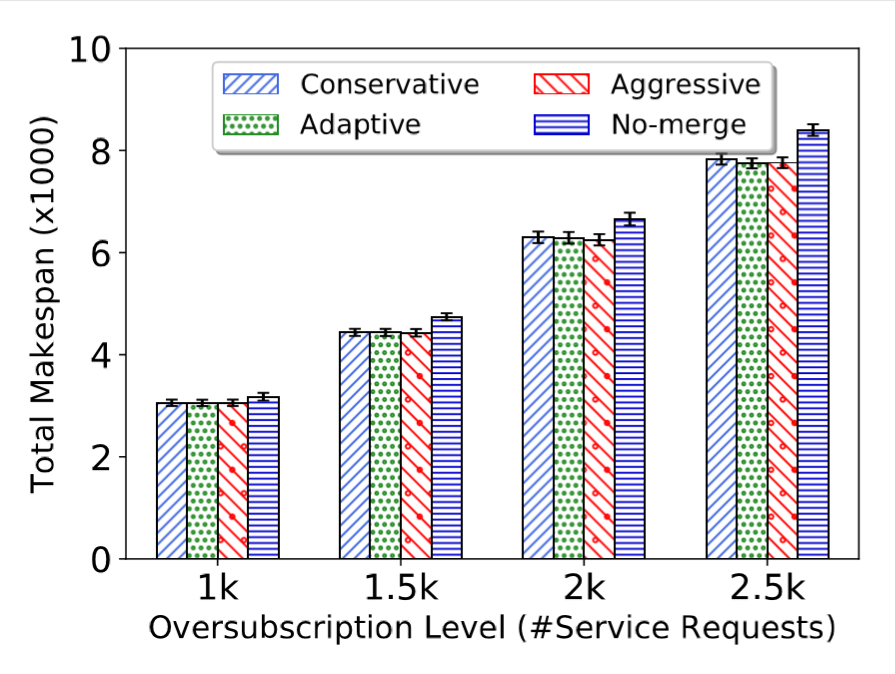 10
8
6
4
2
0
Total Makespan (x1000)
Conservative
Aggressive
Adaptive
No-merge
1k 1.5k 2k 2.5k
Oversubscription Level (#Service Requests)